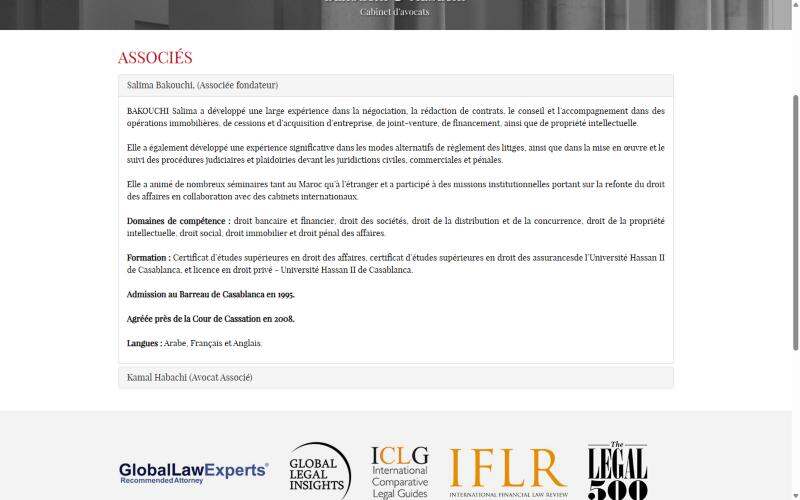 Cabinet d'avocats
ASSOCIÉS
Salima Bakouchi, (Associée fondateur)
BAKOUCHI Salima a développé une large expérience dans la négociation, la rédaction de contrats, le conseil et l'accompagnement dans des
opérations immobilières, de cessions et d'acquisition d'entreprise, de joint-venture, de financement, ainsi que de propriété intellectuelle.
Elle a également développé une expérience significative dans les modes alternatifs de règlement des litiges, ainsi que dans la mise en œuvre et le
suivi des procédures judiciaires et plaidoiries devant les juridictions civiles, commerciales et pénales.
Elle a animé de nombreux séminaires tant au Maroc qu'à l'étranger et a participé à des missions institutionnelles portant sur la refonte du droit
des affaires en collaboration avec des cabinets internationaux.
Domaines de compétence : droit bancaire et financier, droit des sociétés, droit de la distribution et de la concurrence, droit de la propriété
intellectuelle, droit social, droit immobilier et droit pénal des affaires.
Formation : Certificat d'études supérieures en droit des affaires, certificat d'études supérieures en droit des assurancesde l'Université Hassan II
de Casablanca, et licence en droit privé – Université Hassan II de Casablanca.
Admission au Barreau de Casablanca en 1995.
Agréée près de la Cour de Cassation en 2008.
Langues : Arabe, Français et Anglais.
Kamal Habachi (Avocat Associé)
GlobalLawExperts®
Recommended Attorney
GLOBAL
LEGAL
INSIGHTS
ICLG
International
Comparative
Legal Guides
IFLR
INTERNATIONAL FINANCIAL LAW REVIEW
The
LEGAL
500